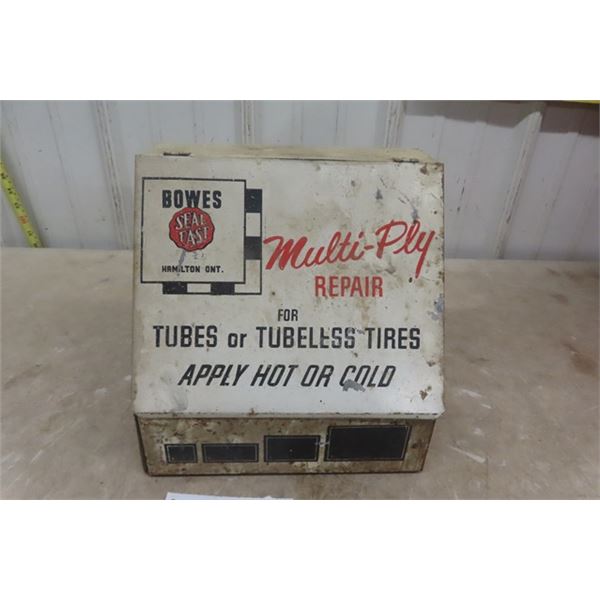 BOWES
SEAL
FAST
HAMILTON ONT.
Multi-Ply
REPAIR
FOR
TUBES or TUBELESS TIRES
APPLY HOT OR COLD